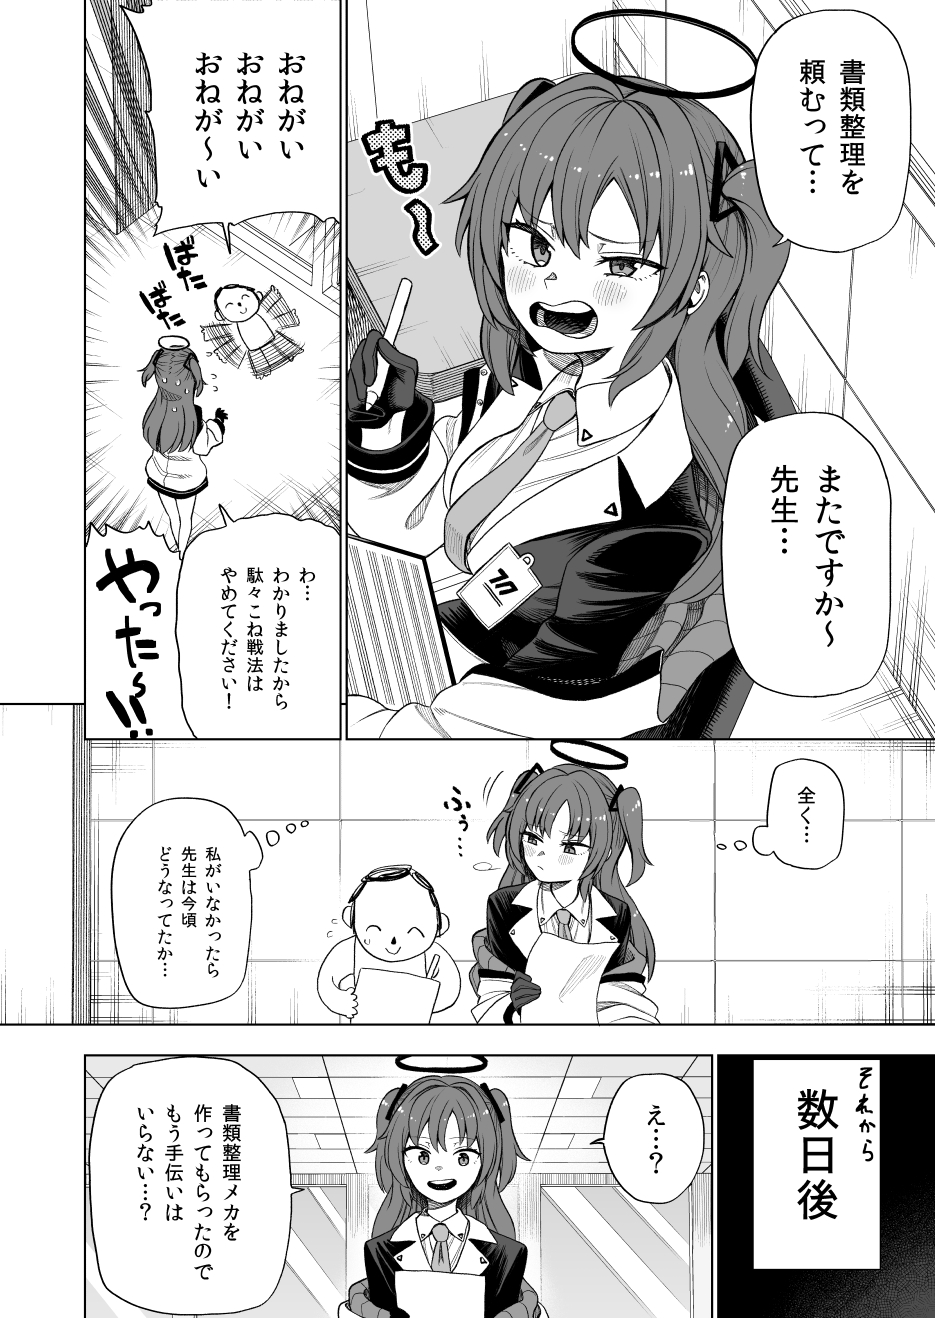 書類整理を
頼むって…
も〜
またですか〜
先生…
おねがい
おねがい
おねが〜い
ばた
ばた
わ…
わかりましたから
駄々こね戦法は
やめてください！
やった〜!!
全く…
ふぅ…
私がいなかったら
先生は今頃
どうなってたか…
それから
数日後
え…？
書類整理メカを
作ってもらったので
もう手伝いは
いらない…？